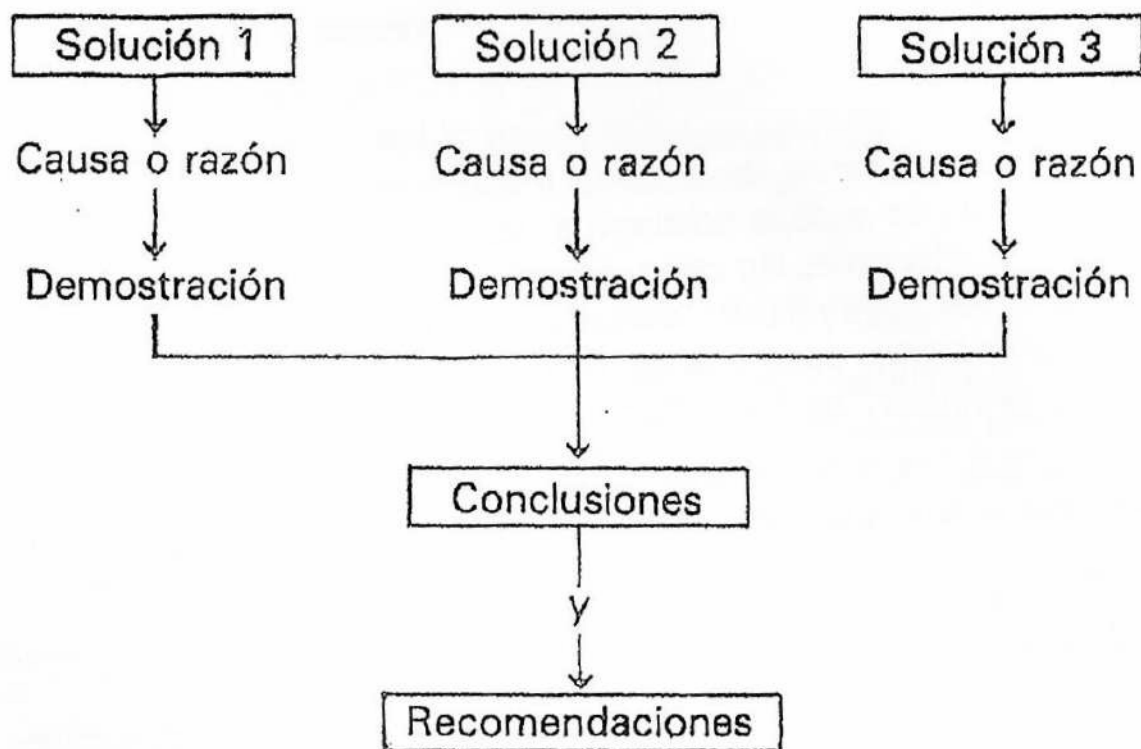 Solución 1 Solución 2 Solución 3
Causa o razón Causa o razón Causa o razón
Demostración Demostración Demostración
Conclusiones
y
Recomendaciones